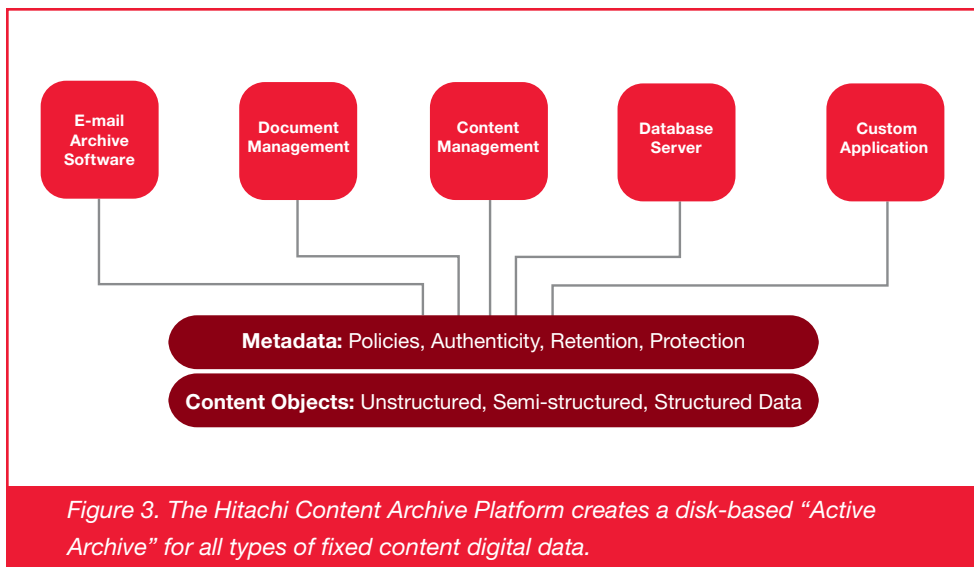 E-mail
Archive
Software
Document
Management
Content
Management
Database
Server
Custom
Application
Metadata: Policies, Authenticity, Retention, Protection
Content Objects: Unstructured, Semi-structured, Structured Data
Figure 3. The Hitachi Content Archive Platform creates a disk-based “Active
Archive” for all types of fixed content digital data.